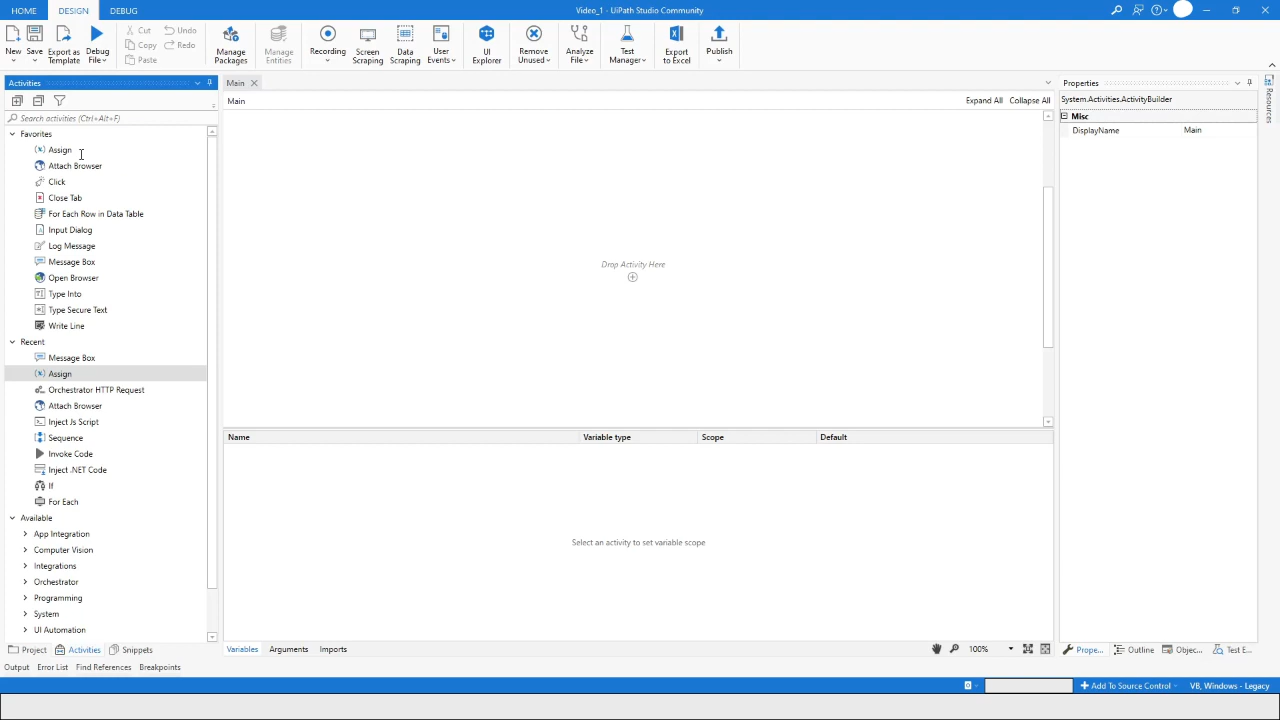 HOME DESIGN DEBUG Video_1 - UiPath Studio Community
New Save Export as Template Debug File Cut Copy Paste Undo Redo Manage Packages Manage Entities Recording Screen Scraping Data Scraping User Events UI Explorer Remove Unused Analyze File Test Manager Export to Excel Publish
Activities Main Properties
Main Expand All Collapse All System.Activities.ActivityBuilder
Search activities (Ctrl+Alt+F) Misc
DisplayName Main
Favorites
Assign
Attach Browser
Click
Close Tab
For Each Row in Data Table
Input Dialog
Log Message
Message Box
Open Browser
Type Into
Type Secure Text
Write Line
Recent
Message Box
Assign
Orchestrator HTTP Request
Attach Browser
Inject Js Script
Sequence
Invoke Code
Inject .NET Code
If
For Each
Available
App Integration
Computer Vision
Integrations
Orchestrator
Programming
System
UI Automation
Drop Activity Here
Name Variable type Scope Default
Select an activity to set variable scope
Resources
Project Activities Snippets Variables Arguments Imports 100% Prope... Outline Objec... Test E...
Output Error List Find References Breakpoints
0 Add To Source Control VB, Windows - Legacy